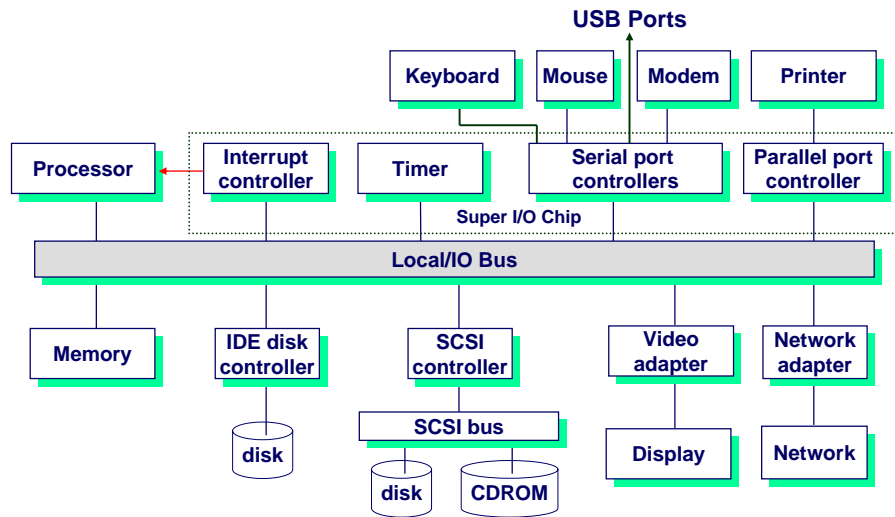 USB Ports
Keyboard
Mouse
Modem
Printer
Processor
Interrupt
controller
Timer
Serial port
controllers
Parallel port
controller
Super I/O Chip
Local/IO Bus
Memory
IDE disk
controller
SCSI
controller
Video
adapter
Network
adapter
SCSI bus
disk
disk
CDROM
Display
Network